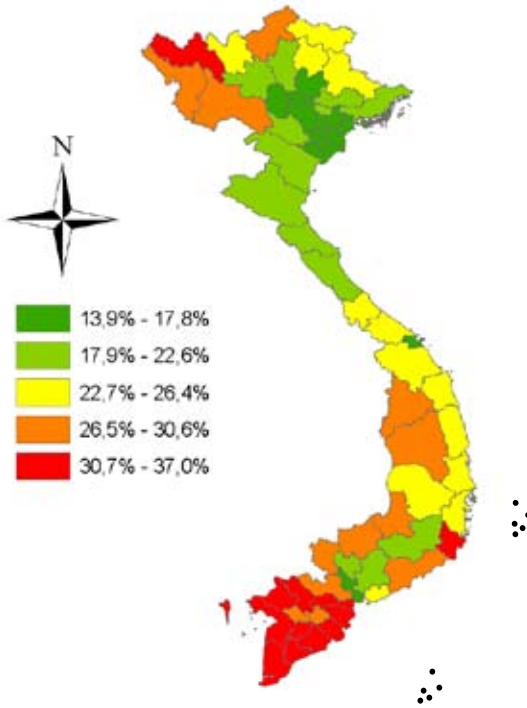 N
13,9% - 17,8%
17,9% - 22,6%
22,7% - 26,4%
26,5% - 30,6%
30,7% - 37,0%